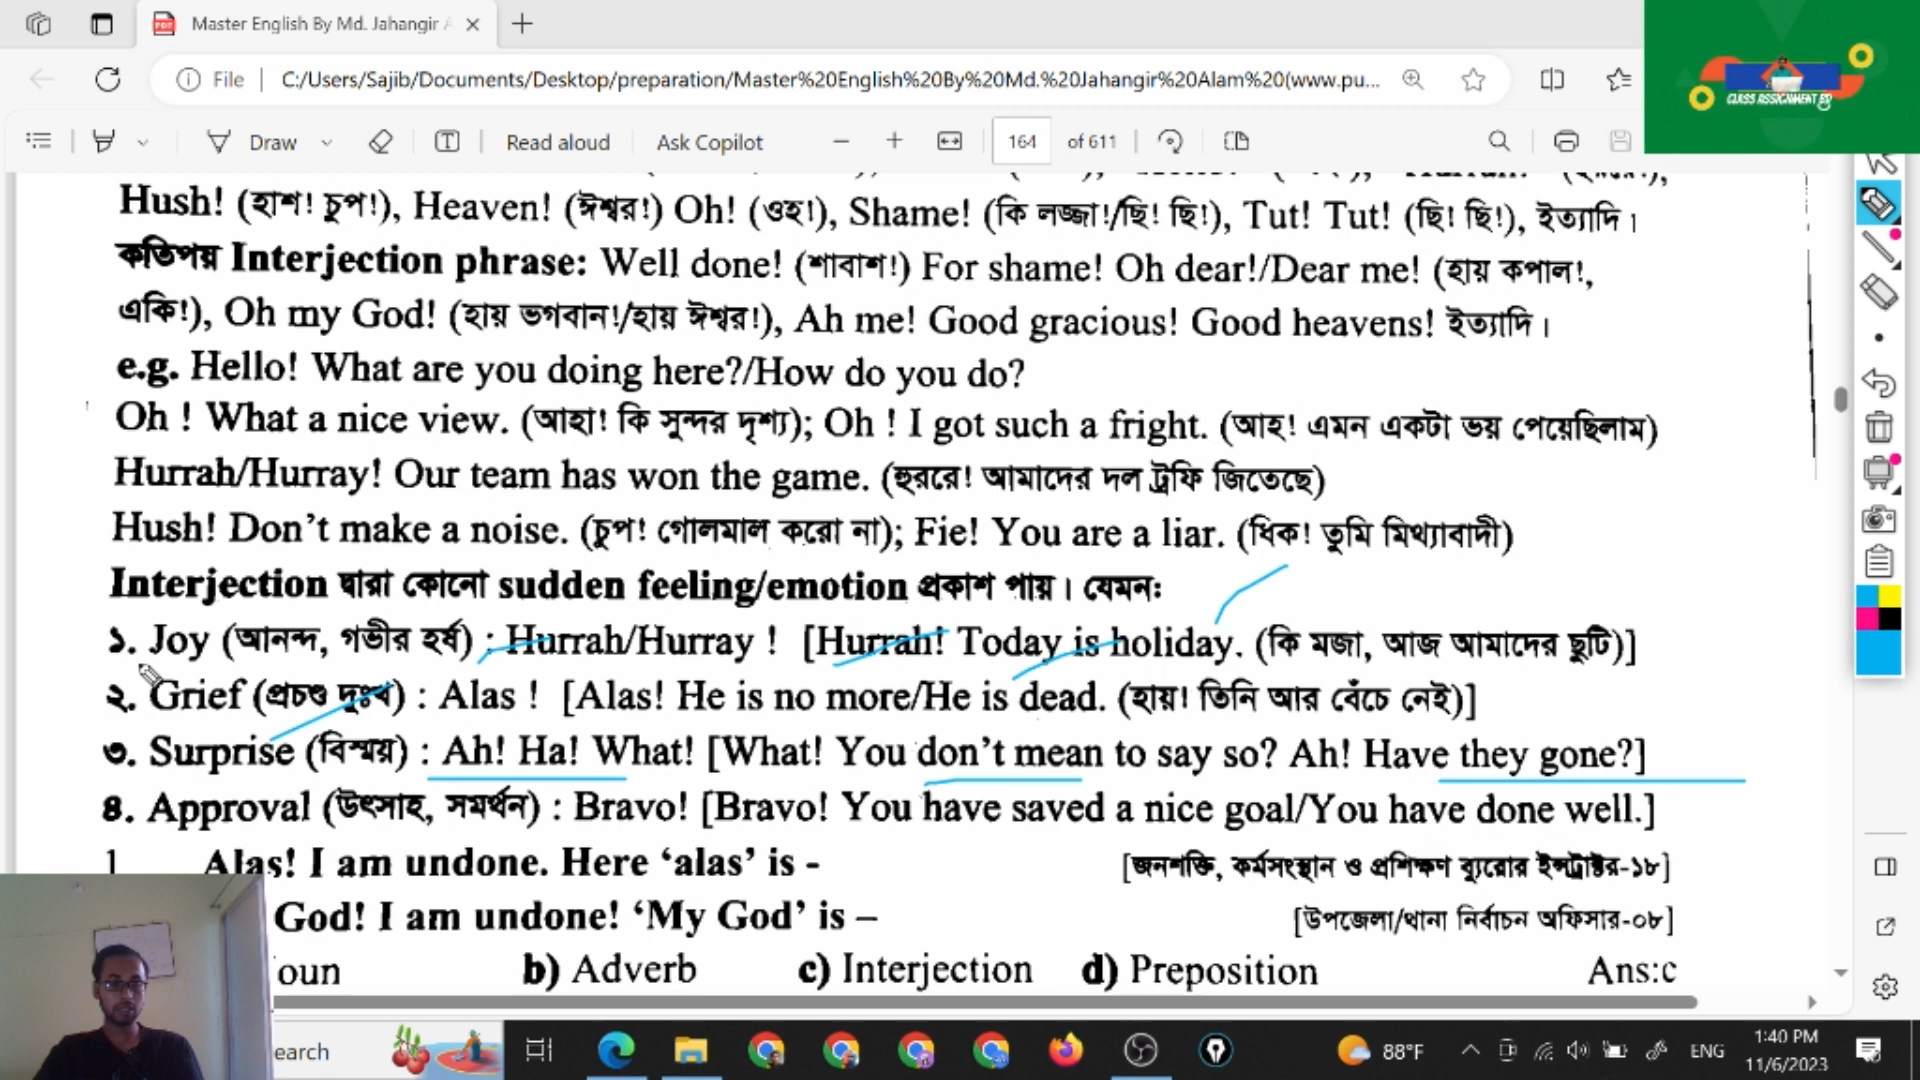 Master English By Md. Jahangir A
File | C:/Users/Sajib/Documents/Desktop/preparation/Master%20English%20By%20Md.%20Jahangir%20Alam%20(www.pu...
CLASS ASSIGNMENT BD
Draw Read aloud Ask Copilot 164 of 611
Hush! (হাশ! চুপ!), Heaven! (ঈশ্বর!) Oh! (ওহ!), Shame! (কি লজ্জা!/ছি! ছি!), Tut! Tut! (ছি! ছি!), ইত্যাদি।
কতিপয় Interjection phrase: Well done! (শাবাশ!) For shame! Oh dear!/Dear me! (হায় কপাল!,
একি!), Oh my God! (হায় ভগবান!/হায় ঈশ্বর!), Ah me! Good gracious! Good heavens! ইত্যাদি।
e.g. Hello! What are you doing here?/How do you do?
Oh ! What a nice view. (আহা! কি সুন্দর দৃশ্য); Oh ! I got such a fright. (আহ! এমন একটা ভয় পেয়েছিলাম)
Hurrah/Hurray! Our team has won the game. (হুররে! আমাদের দল ট্রফি জিতেছে)
Hush! Don't make a noise. (চুপ! গোলমাল করো না); Fie! You are a liar. (ধিক! তুমি মিথ্যাবাদী)
Interjection দ্বারা কোনো sudden feeling/emotion প্রকাশ পায়। যেমনঃ
১. Joy (আনন্দ, গভীর হর্ষ) : Hurrah/Hurray ! [Hurrah! Today is holiday. (কি মজা, আজ আমাদের ছুটি)]
২. Grief (প্রচণ্ড দুঃখ) : Alas ! [Alas! He is no more/He is dead. (হায়! তিনি আর বেঁচে নেই)]
৩. Surprise (বিস্ময়) : Ah! Ha! What! [What! You don't mean to say so? Ah! Have they gone?]
৪. Approval (উৎসাহ, সমর্থন) : Bravo! [Bravo! You have saved a nice goal/You have done well.]
1 Alas! I am undone. Here 'alas' is - [জনশক্তি, কর্মসংস্থান ও প্রশিক্ষণ ব্যুরোর ইন্সট্রাক্টর-১৮]
God! I am undone! 'My God' is – [উপজেলা/থানা নির্বাচন অফিসার-০৮]
oun b) Adverb c) Interjection d) Preposition Ans:c
earch 88°F ENG 1:40 PM
11/6/2023